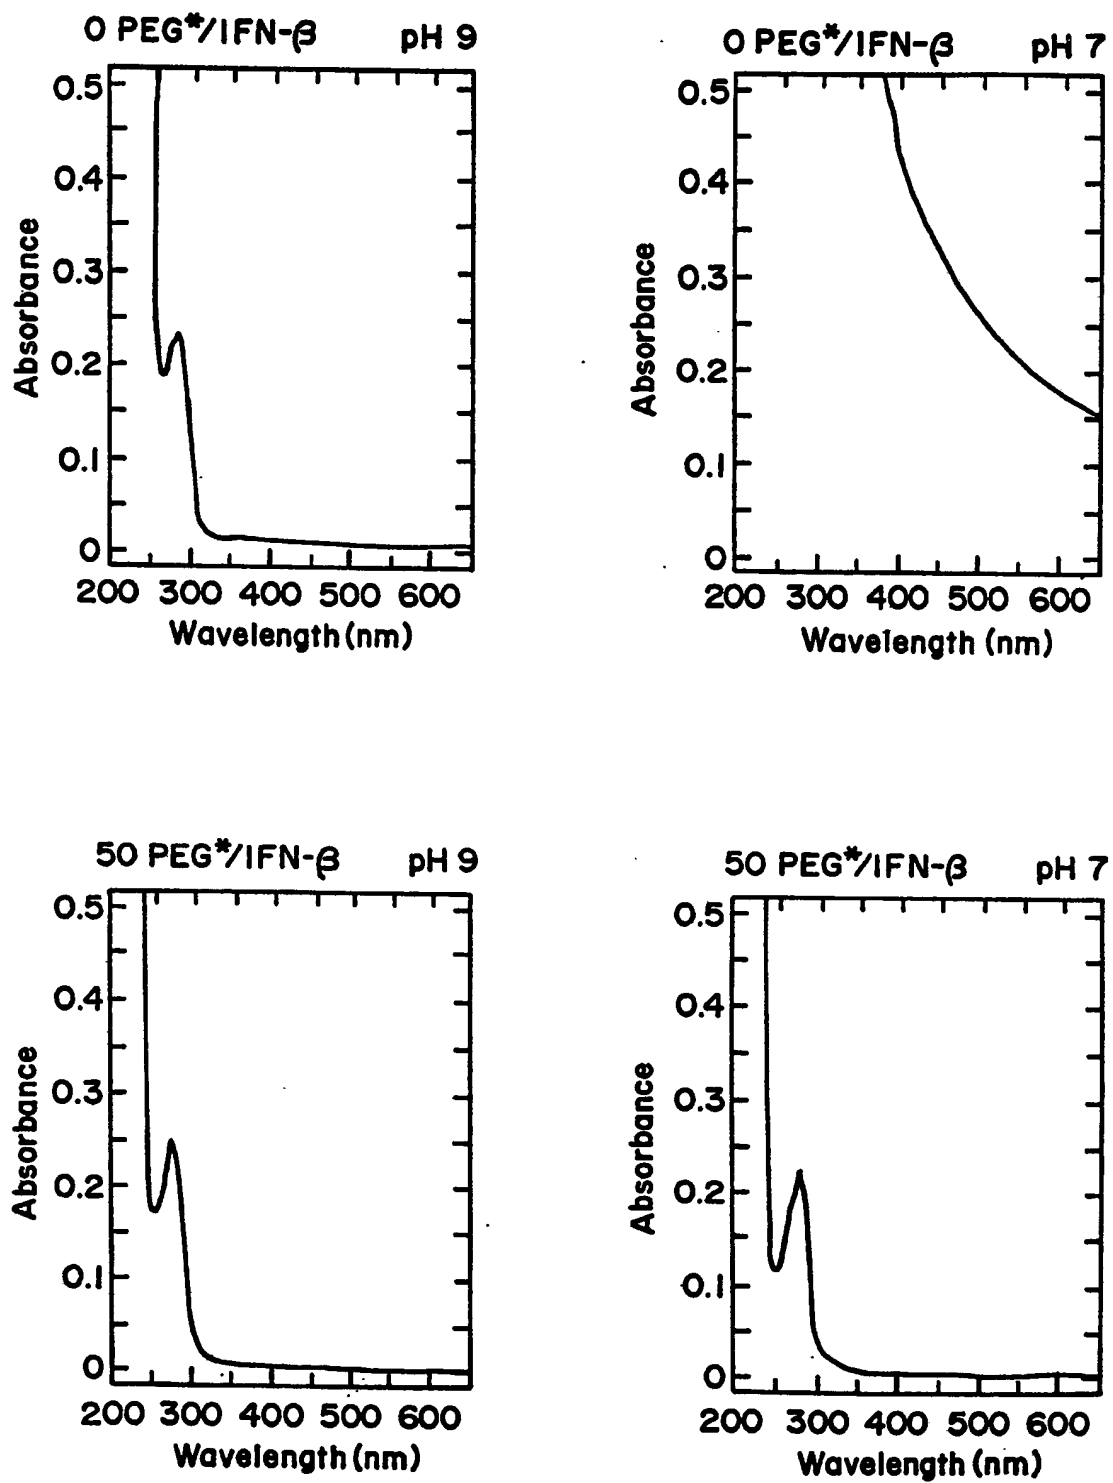 0 PEG*/IFN-β pH 9
0.5
0.4
0.3
0.2
0.1
0
Absorbance
200 300 400 500 600
Wavelength (nm)
0 PEG*/IFN-β pH 7
0.5
0.4
0.3
0.2
0.1
0
Absorbance
200 300 400 500 600
Wavelength (nm)
50 PEG*/IFN-β pH 9
0.5
0.4
0.3
0.2
0.1
0
Absorbance
200 300 400 500 600
Wavelength (nm)
50 PEG*/IFN-β pH 7
0.5
0.4
0.3
0.2
0.1
0
Absorbance
200 300 400 500 600
Wavelength (nm)